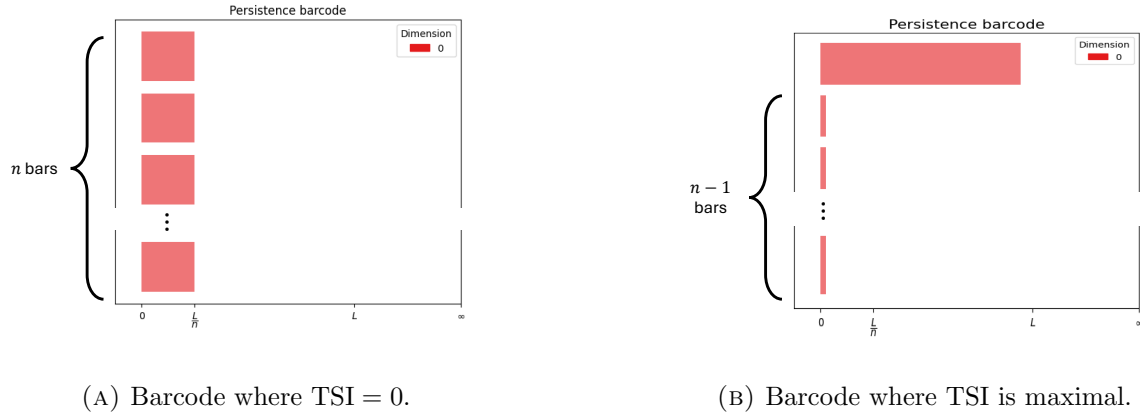 Persistence barcode
Dimension
0
n bars
⋮
0
L/n
L
∞
(A) Barcode where TSI = 0.
Persistence barcode
Dimension
0
n − 1
bars
⋮
0
L/n
L
∞
(B) Barcode where TSI is maximal.